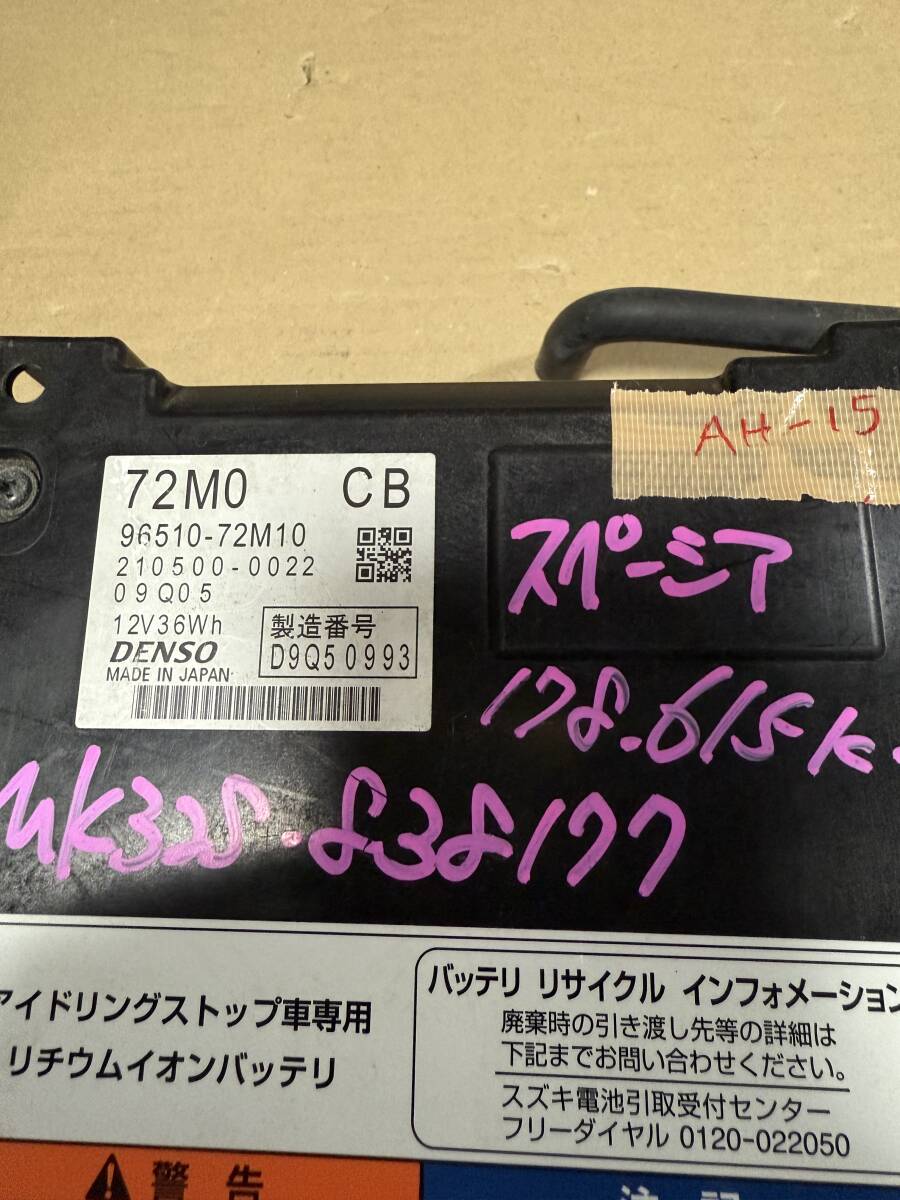 AH-15
72M0 CB
96510-72M10
210500-0022
09Q05
12V36Wh
製造番号
D9Q50993
DENSO
MADE IN JAPAN
スペーシア
178.615k
MK32S.838177
アイドリングストップ車専用
リチウムイオンバッテリ
バッテリ リサイクル インフォメーション
廃棄時の引き渡し先等の詳細は
下記までお問い合わせください。
スズキ電池引取受付センター
フリーダイヤル 0120-022050
警告